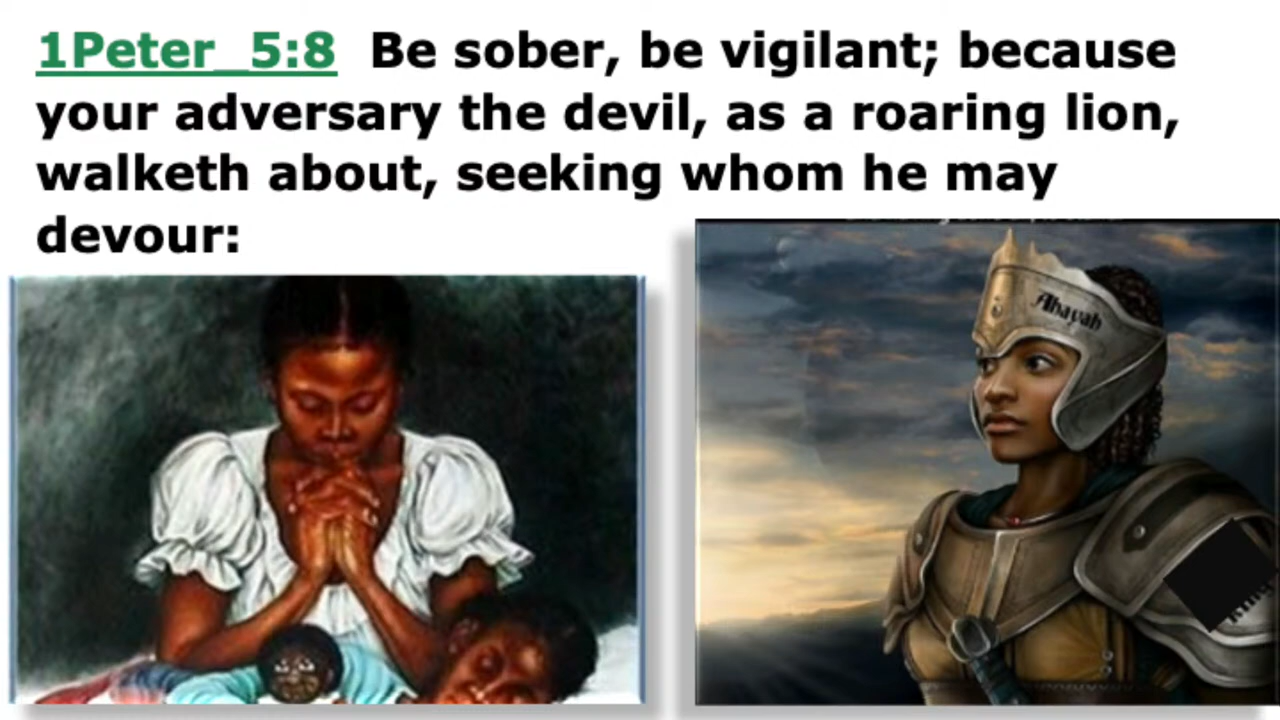 1Peter_5:8 Be sober, be vigilant; because
your adversary the devil, as a roaring lion,
walketh about, seeking whom he may
devour:
Ahayah